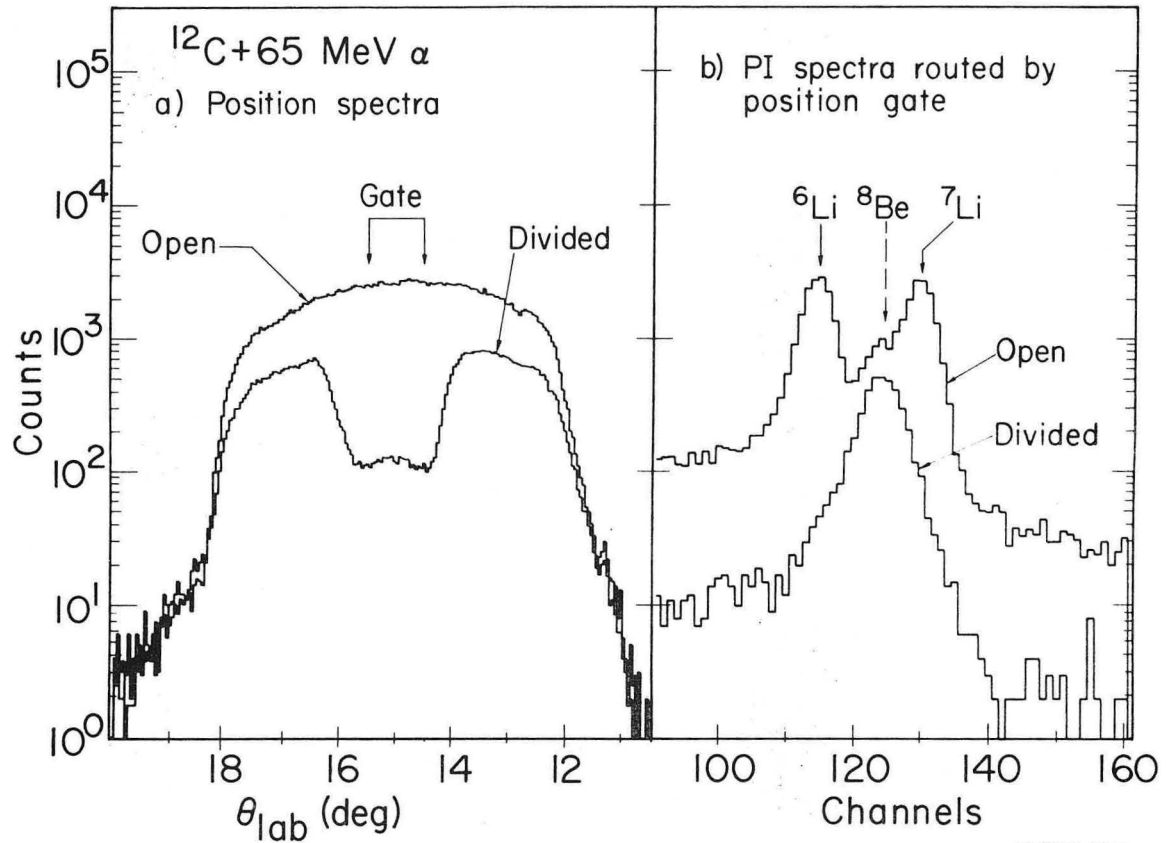 ¹²C+65 MeV α
a) Position spectra
Gate
Open
Divided
b) PI spectra routed by
position gate
⁶Li
⁸Be
⁷Li
Open
Divided
Counts
10⁵
10⁴
10³
10²
10¹
10⁰
18 16 14 12
θlab (deg)
100 120 140 160
Channels